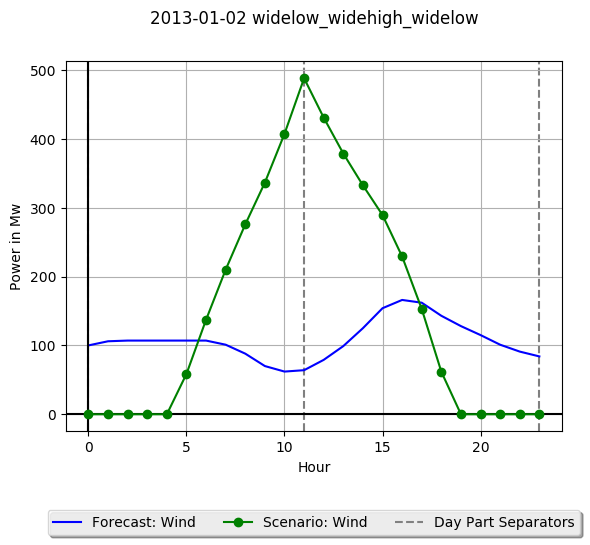 2013-01-02 widelow_widehigh_widelow
500
400
300
200
100
0
Power in Mw
0 5 10 15 20
Hour
Forecast: Wind Scenario: Wind Day Part Separators